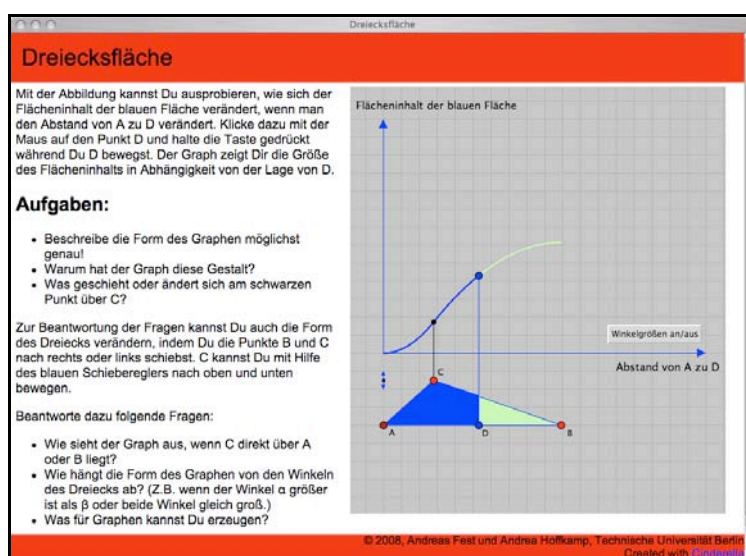 Dreiecksfläche
Dreiecksfläche
Mit der Abbildung kannst Du ausprobieren, wie sich der
Flächeninhalt der blauen Fläche verändert, wenn man
den Abstand von A zu D verändert. Klicke dazu mit der
Maus auf den Punkt D und halte die Taste gedrückt
während Du D bewegst. Der Graph zeigt Dir die Größe
des Flächeninhalts in Abhängigkeit von der Lage von D.
Aufgaben:
• Beschreibe die Form des Graphen möglichst
genau!
• Warum hat der Graph diese Gestalt?
• Was geschieht oder ändert sich am schwarzen
Punkt über C?
Zur Beantwortung der Fragen kannst Du auch die Form
des Dreiecks verändern, indem Du die Punkte B und C
nach rechts oder links schiebst. C kannst Du mit Hilfe
des blauen Schiebereglers nach oben und unten
bewegen.
Beantworte dazu folgende Fragen:
• Wie sieht der Graph aus, wenn C direkt über A
oder B liegt?
• Wie hängt die Form des Graphen von den Winkeln
des Dreiecks ab? (Z.B. wenn der Winkel α größer
ist als β oder beide Winkel gleich groß.)
• Was für Graphen kannst Du erzeugen?
Flächeninhalt der blauen Fläche
Winkelgrößen an/aus
Abstand von A zu D
C
A
D
B
© 2008, Andreas Fest und Andrea Hoffkamp, Technische Universität Berlin
Created with Cinderella